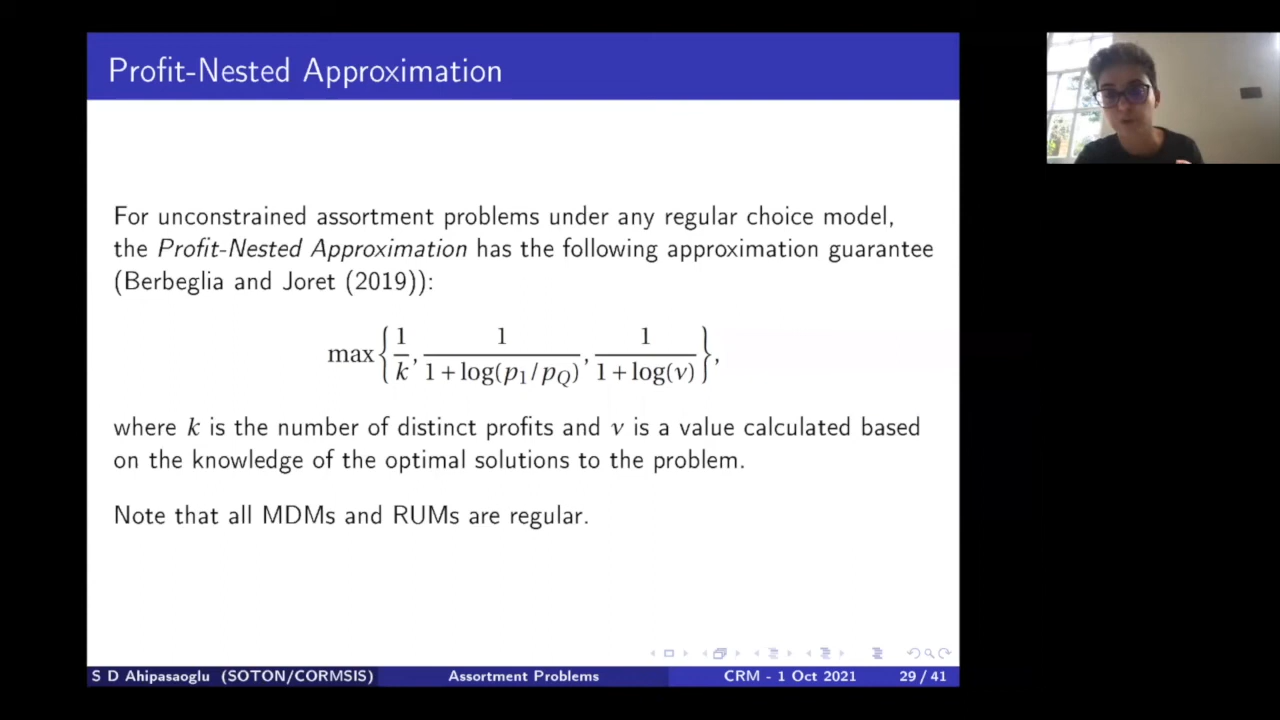 Profit-Nested Approximation
For unconstrained assortment problems under any regular choice model,
the Profit-Nested Approximation has the following approximation guarantee
(Berbeglia and Joret (2019)):
max{1/k, 1/(1+log(p₁/p_Q)), 1/(1+log(ν))},
where k is the number of distinct profits and ν is a value calculated based
on the knowledge of the optimal solutions to the problem.
Note that all MDMs and RUMs are regular.
S D Ahipasaoglu (SOTON/CORMSIS) Assortment Problems CRM - 1 Oct 2021 29 / 41